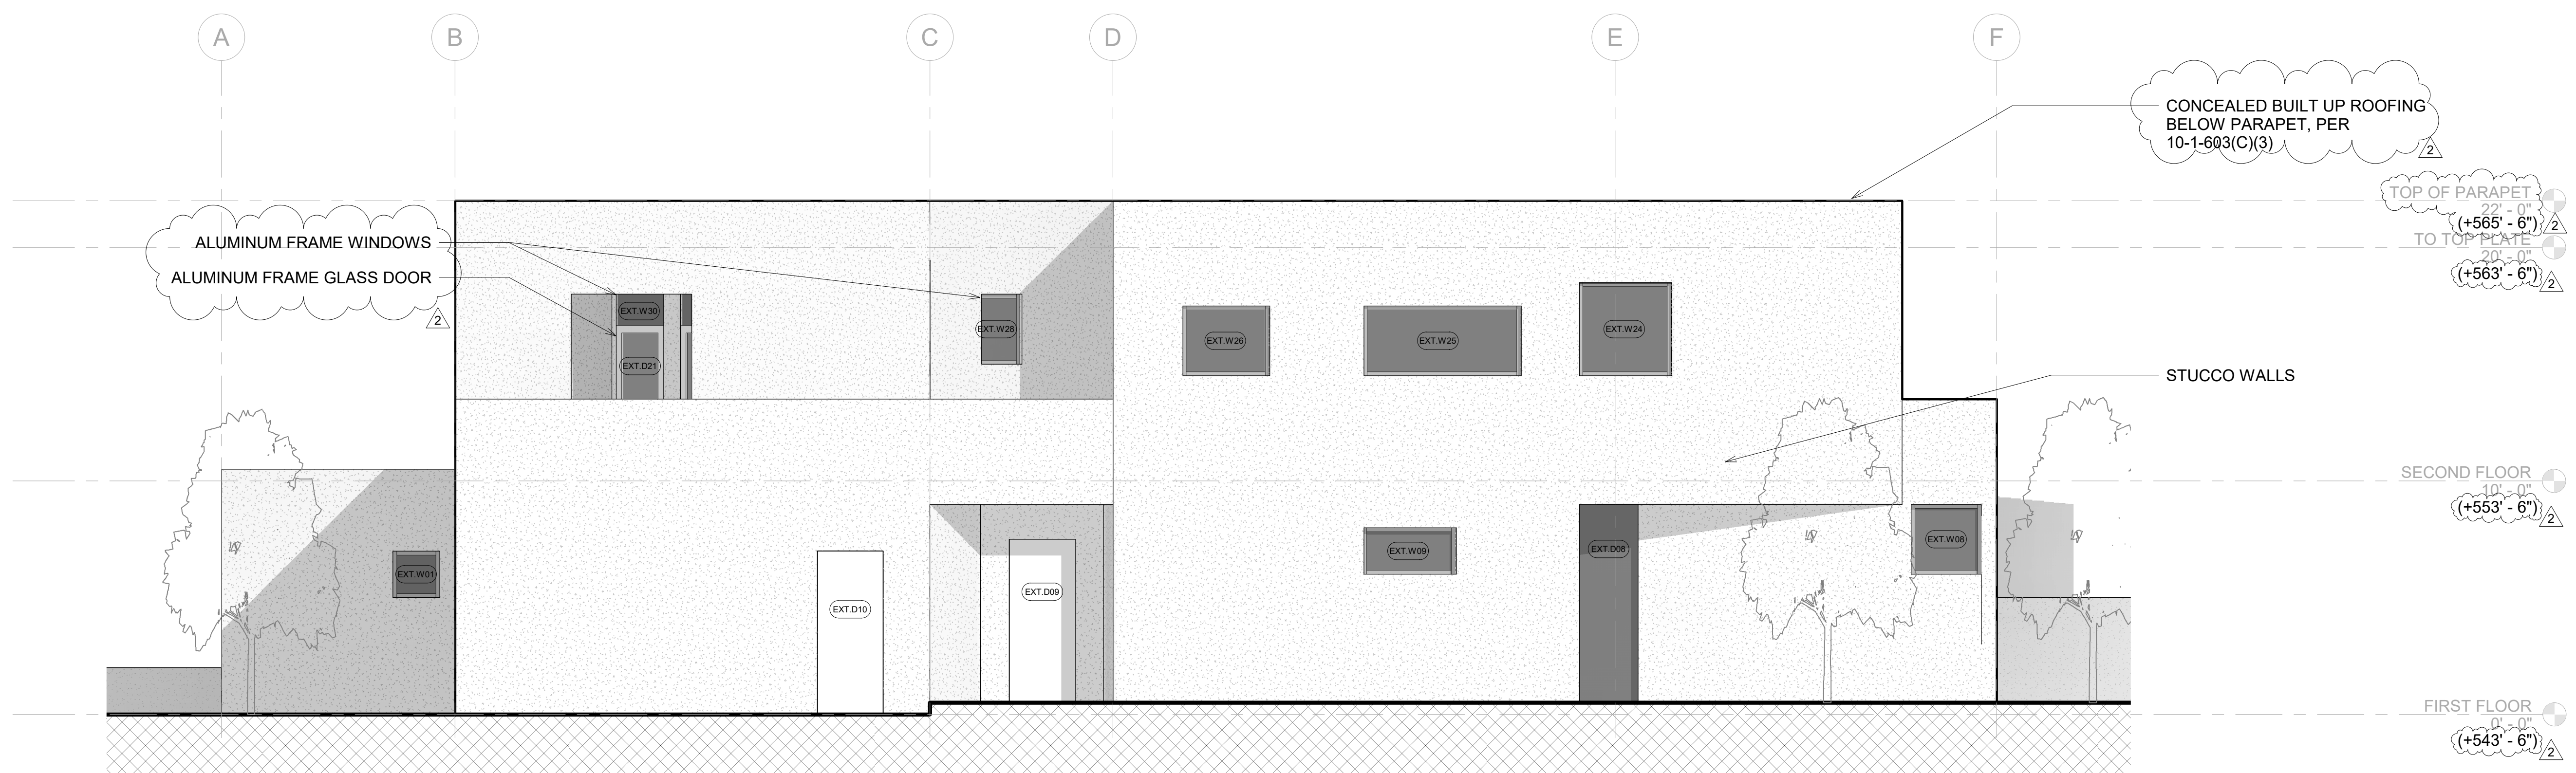 A
B
C
D
E
F
CONCEALED BUILT UP ROOFING
BELOW PARAPET, PER
10-1-603(C)(3)
2
TOP OF PARAPET
22' - 0"
(+565' - 6")
2
TO TOP PLATE
20' - 0"
(+563' - 6")
2
ALUMINUM FRAME WINDOWS
ALUMINUM FRAME GLASS DOOR
2
EXT.W30
EXT.D21
EXT.W28
EXT.W26
EXT.W25
EXT.W24
STUCCO WALLS
SECOND FLOOR
10' - 0"
(+553' - 6")
2
EXT.W01
EXT.D10
EXT.D09
EXT.W09
EXT.D08
EXT.W08
FIRST FLOOR
0' - 0"
(+543' - 6")
2